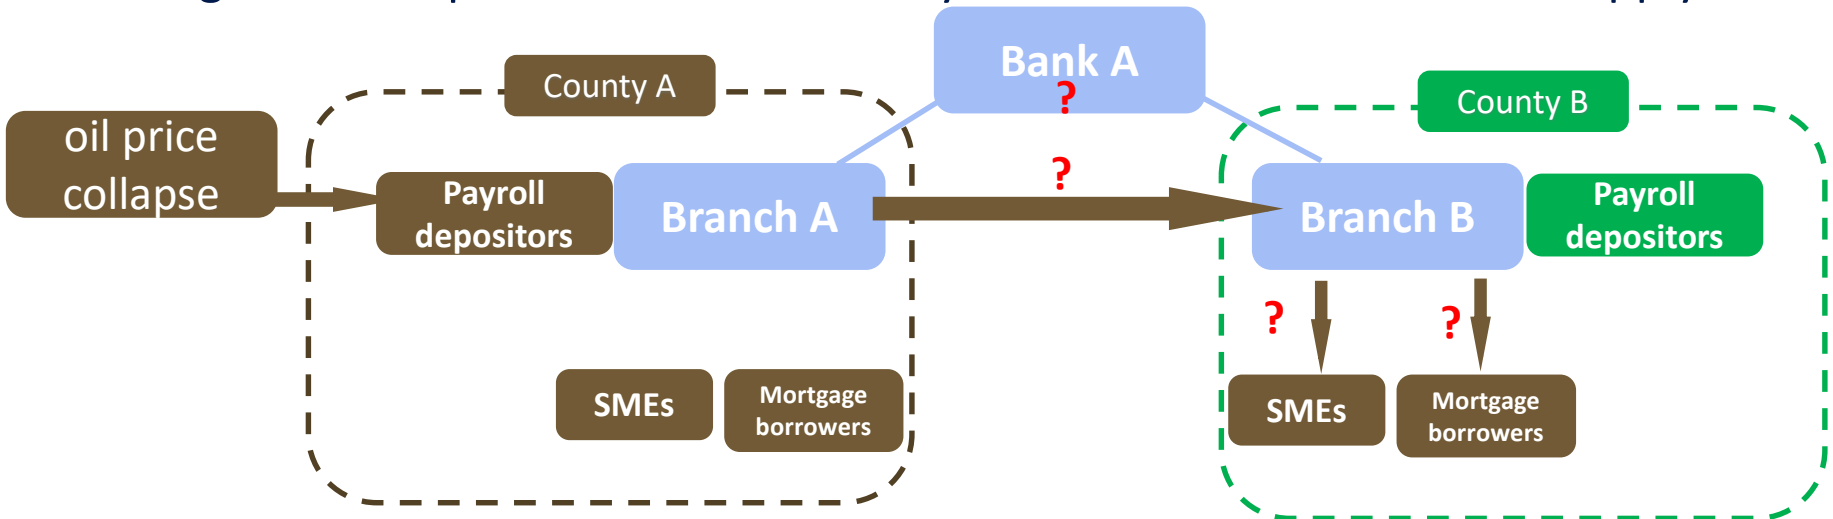 Bank A
?
County A
County B
oil price
collapse
Payroll
depositors
Branch A
?
Branch B
Payroll
depositors
?
?
SMEs
Mortgage
borrowers
SMEs
Mortgage
borrowers